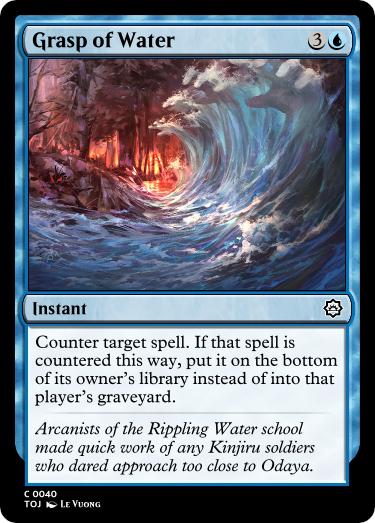 Grasp of Water 3
Instant
Counter target spell. If that spell is
countered this way, put it on the bottom
of its owner's library instead of into that
player's graveyard.
Arcanists of the Rippling Water school
made quick work of any Kinjiru soldiers
who dared approach too close to Odaya.
C 0040
TOJ Le Vuong